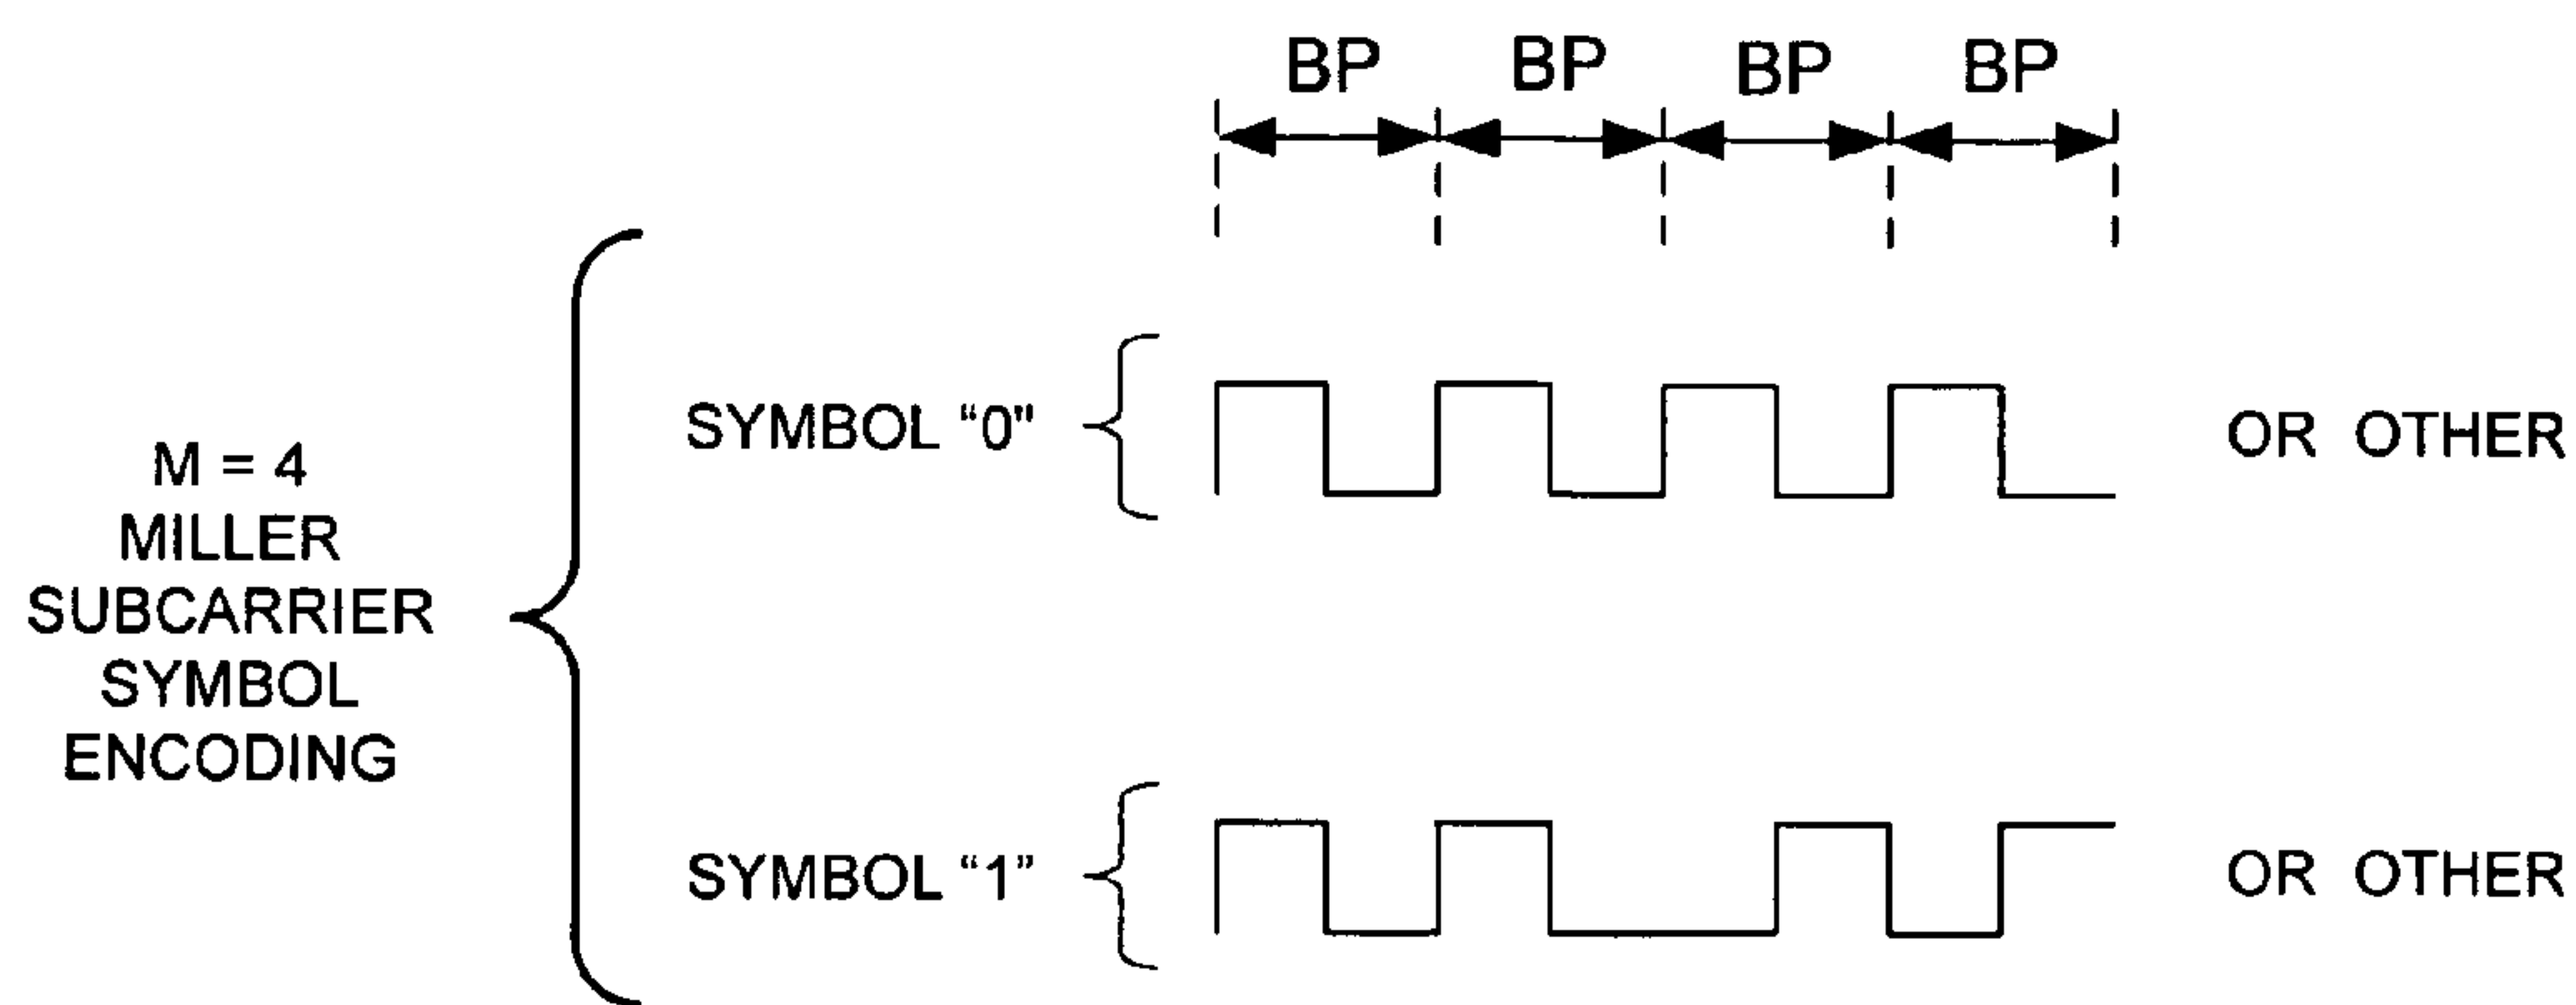 BP BP BP BP
SYMBOL “0" OR OTHER
M = 4
MILLER
SUBCARRIER
SYMBOL
ENCODING
SYMBOL “1” OR OTHER